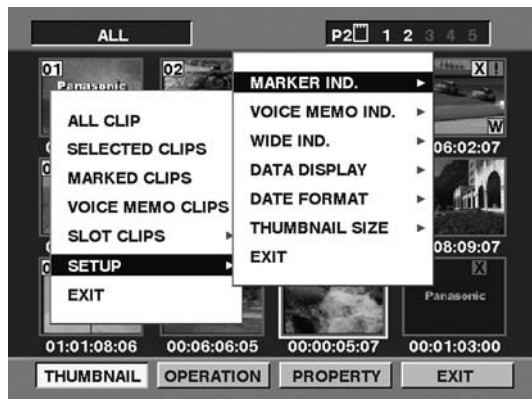 ALL
P2 1 2 3 4 5
01
Panasonic
02
X !
W
06:02:07
ALL CLIP
SELECTED CLIPS
MARKED CLIPS
VOICE MEMO CLIPS
SLOT CLIPS
SETUP
EXIT
MARKER IND.
VOICE MEMO IND.
WIDE IND.
DATA DISPLAY
DATE FORMAT
THUMBNAIL SIZE
EXIT
08:09:07
X
Panasonic
01:01:08:06 00:06:06:05 00:00:05:07 00:01:03:00
THUMBNAIL OPERATION PROPERTY EXIT